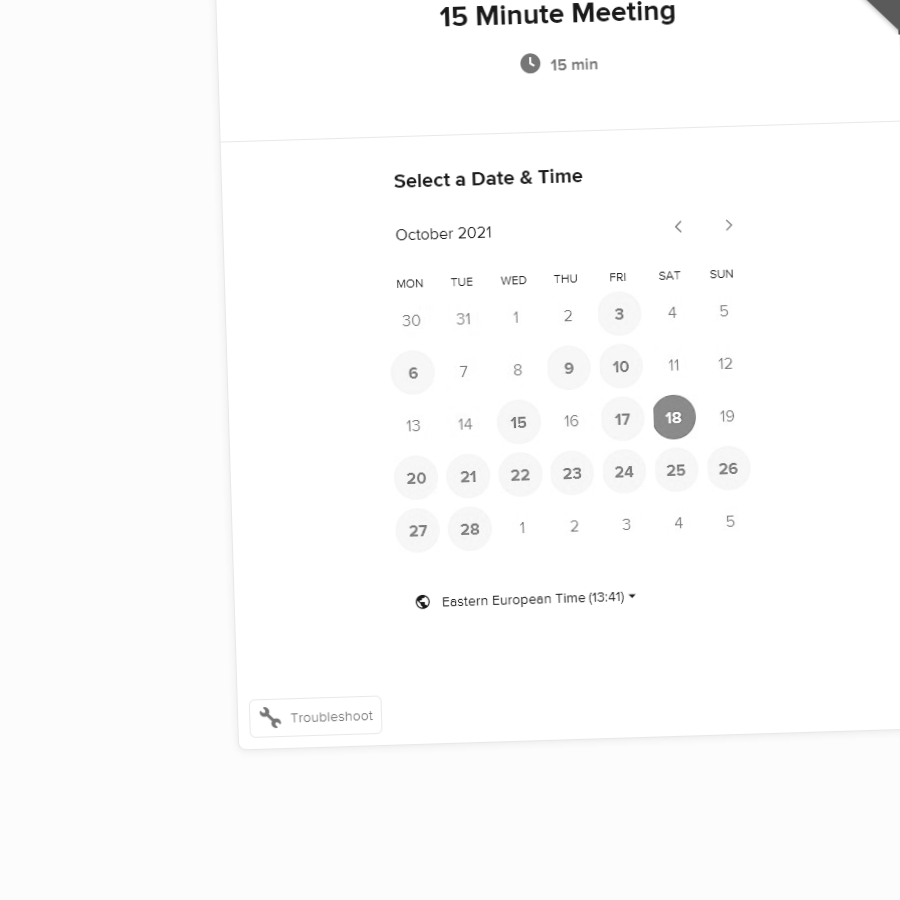 15 Minute Meeting
15 min
Select a Date & Time
October 2021
MON TUE WED THU FRI SAT SUN
30 31 1 2 3 4 5
6 7 8 9 10 11 12
13 14 15 16 17 18 19
20 21 22 23 24 25 26
27 28 1 2 3 4 5
Eastern European Time (13:41)
Troubleshoot